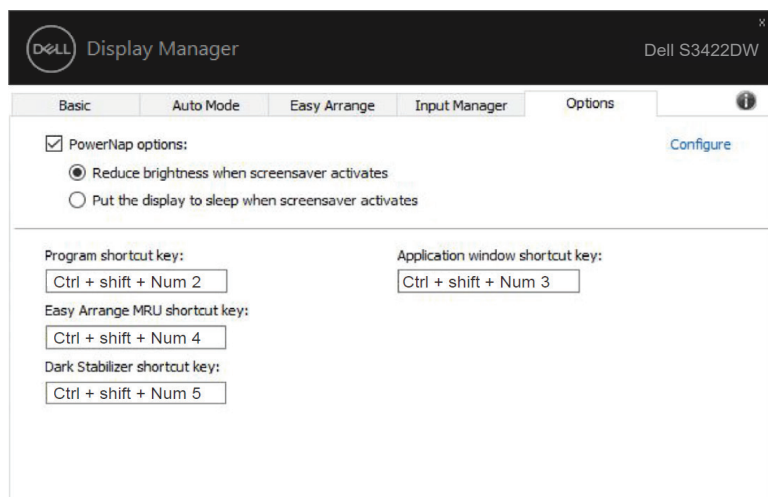 x
DELL Display Manager
Dell S3422DW
Basic Auto Mode Easy Arrange Input Manager Options
PowerNap options:
Configure
Reduce brightness when screensaver activates
Put the display to sleep when screensaver activates
Program shortcut key:
Application window shortcut key:
Ctrl + shift + Num 2
Ctrl + shift + Num 3
Easy Arrange MRU shortcut key:
Ctrl + shift + Num 4
Dark Stabilizer shortcut key:
Ctrl + shift + Num 5